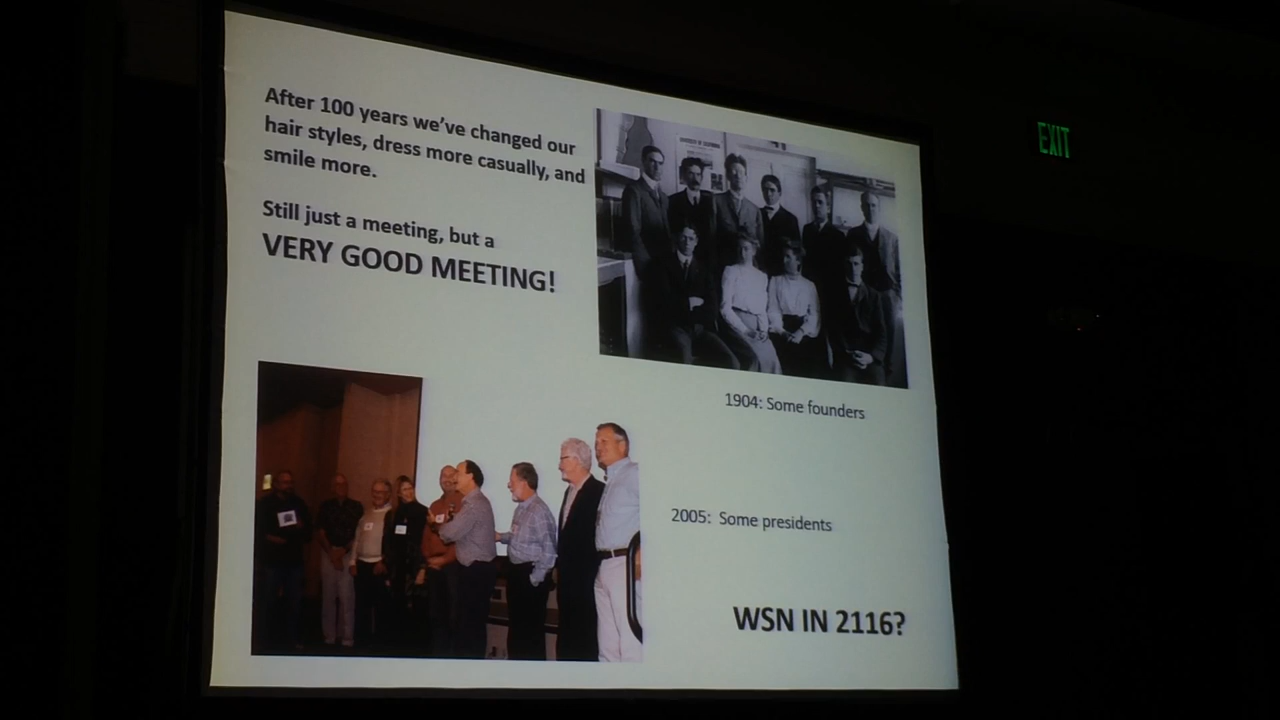 After 100 years we've changed our
hair styles, dress more casually, and
smile more.
Still just a meeting, but a
VERY GOOD MEETING!
1904: Some founders
2005: Some presidents
WSN IN 2116?
EXIT